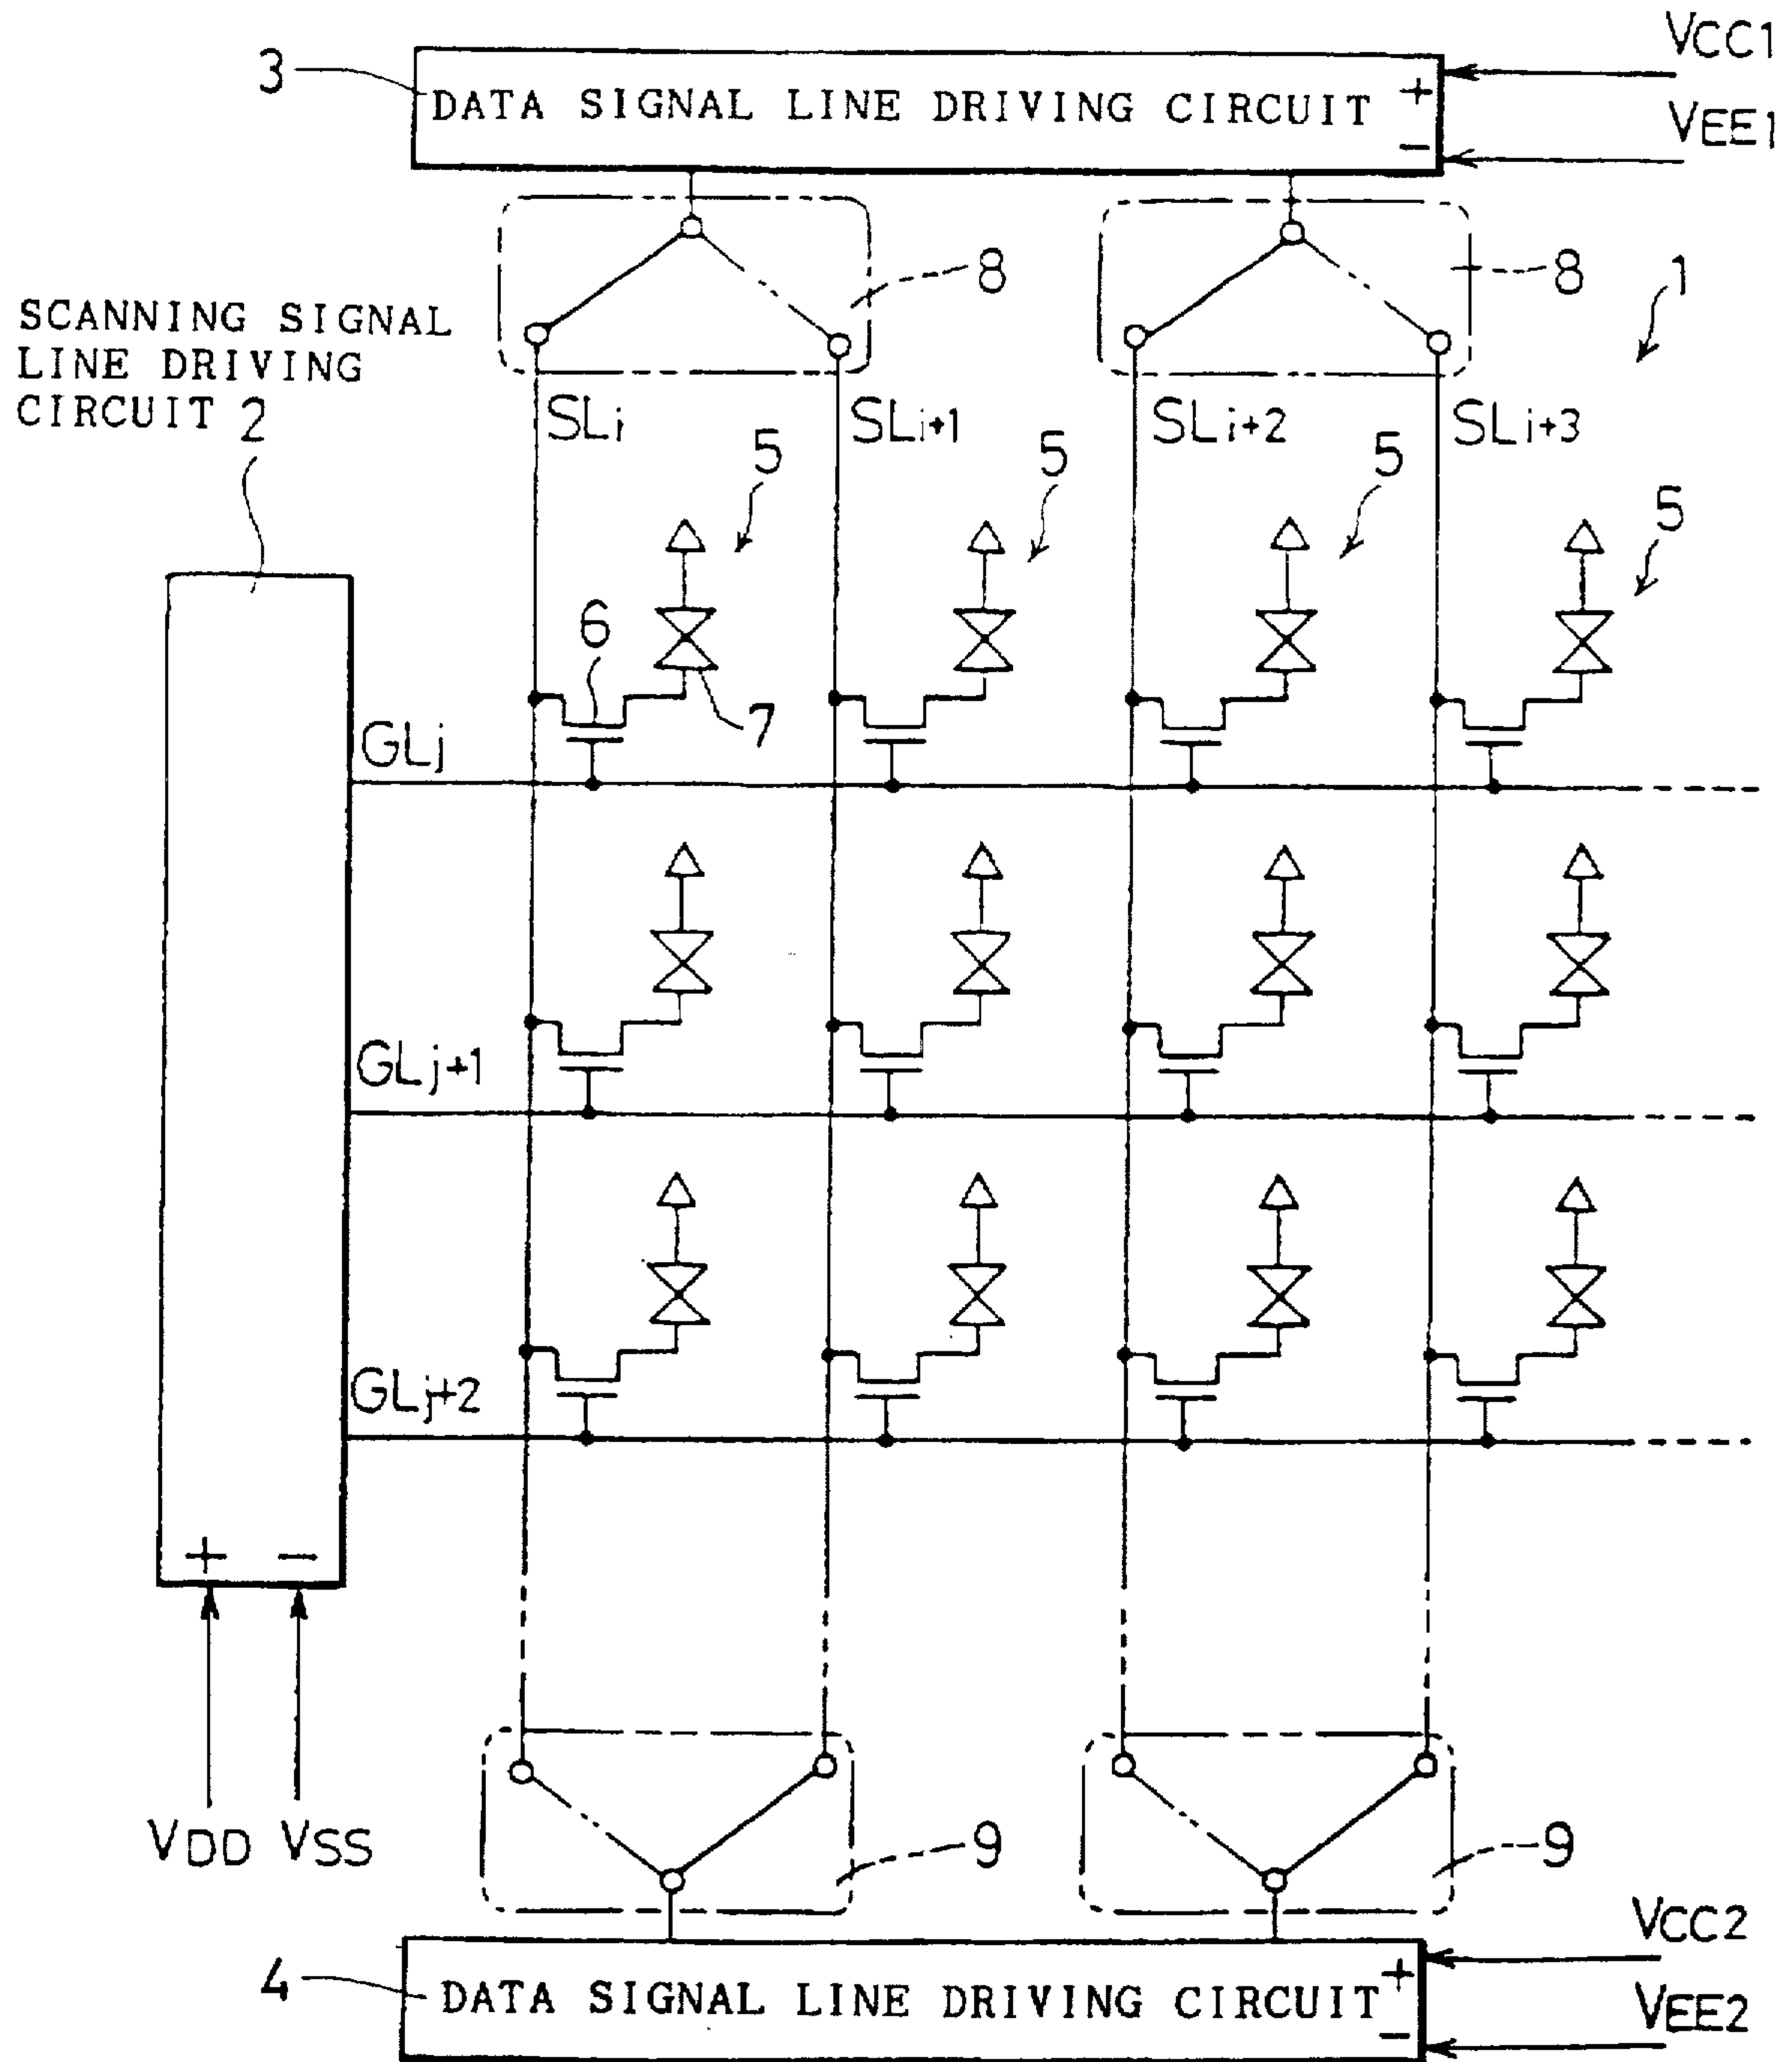 VCC1
3
DATA SIGNAL LINE DRIVING CIRCUIT
+
VEE1
−
8
8
1
SCANNING SIGNAL
LINE DRIVING
CIRCUIT 2
SLi
SLi+1
SLi+2
SLi+3
5
5
5
5
6
7
GLj
GLj+1
GLj+2
+ −
VDD VSS
9
9
VCC2
4
DATA SIGNAL LINE DRIVING CIRCUIT
+
VEE2
−